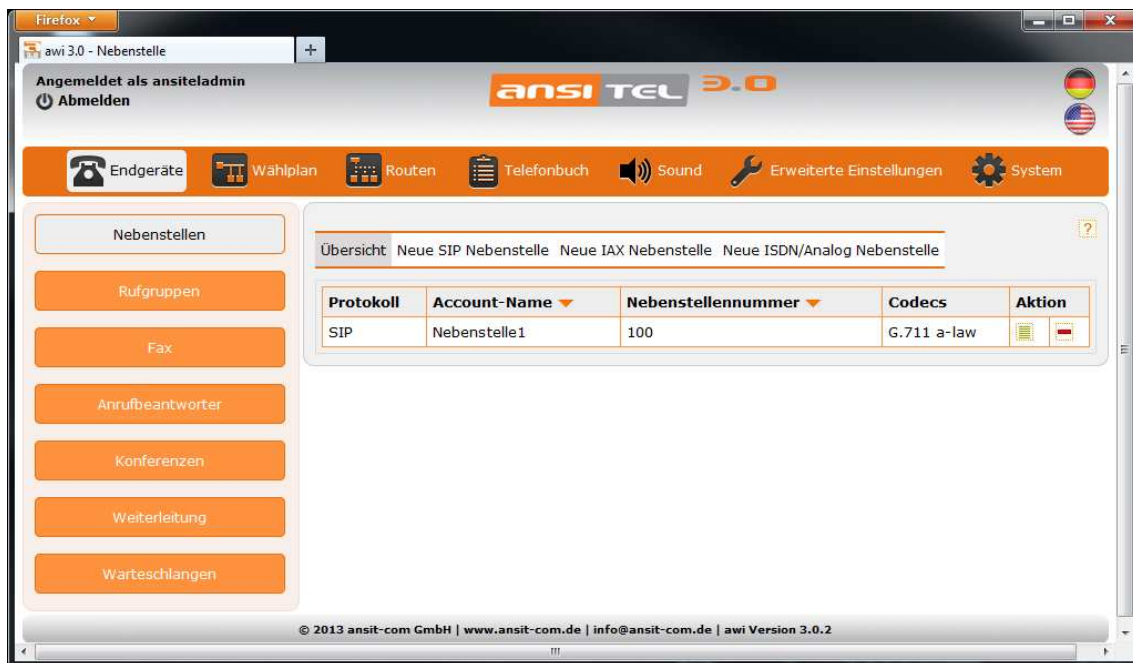 Firefox
awi 3.0 - Nebenstelle
Angemeldet als ansiteladmin
Abmelden
ansi TEL 3.0
Endgeräte Wählplan Routen Telefonbuch Sound Erweiterte Einstellungen System
Nebenstellen
Rufgruppen
Fax
Anrufbeantworter
Konferenzen
Weiterleitung
Warteschlangen
?
Übersicht Neue SIP Nebenstelle Neue IAX Nebenstelle Neue ISDN/Analog Nebenstelle
Protokoll Account-Name Nebenstellennummer Codecs Aktion
SIP Nebenstelle1 100 G.711 a-law
© 2013 ansit-com GmbH | www.ansit-com.de | info@ansit-com.de | awi Version 3.0.2